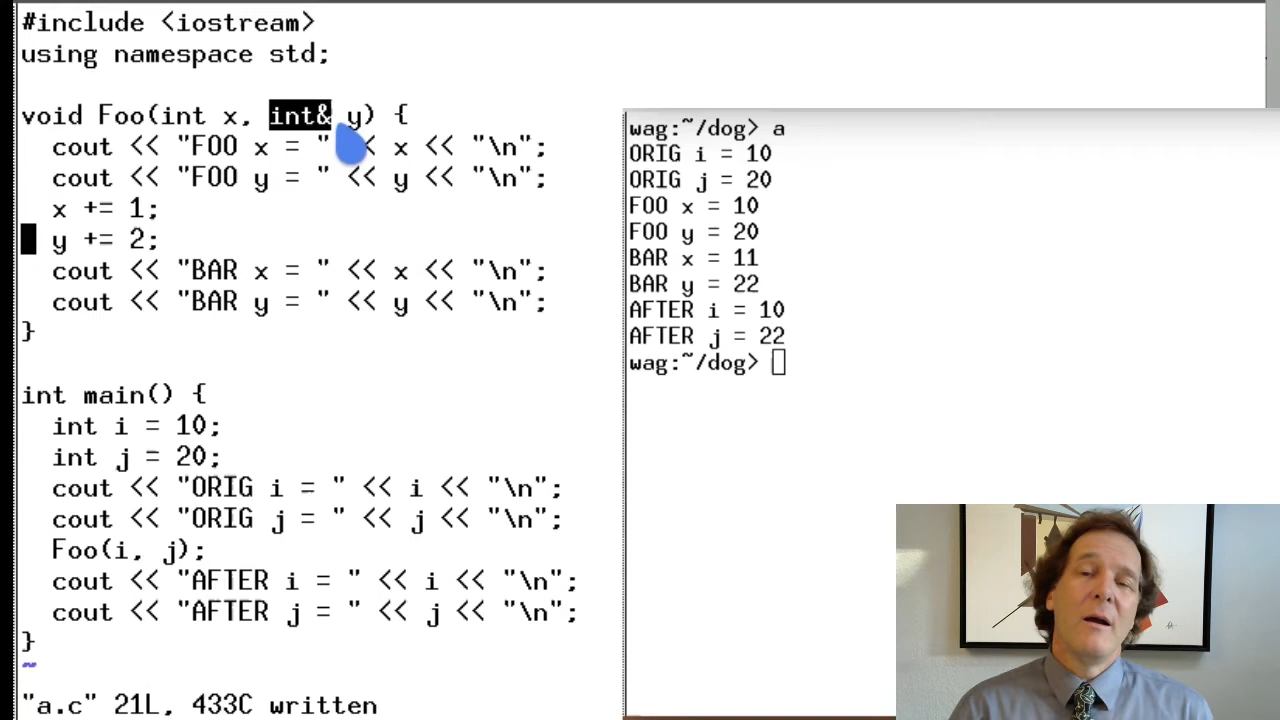 #include <iostream>
using namespace std;
void Foo(int x, int& y) {
cout << "FOO x = " << x << "\n";
cout << "FOO y = " << y << "\n";
x += 1;
y += 2;
cout << "BAR x = " << x << "\n";
cout << "BAR y = " << y << "\n";
}
int main() {
int i = 10;
int j = 20;
cout << "ORIG i = " << i << "\n";
cout << "ORIG j = " << j << "\n";
Foo(i, j);
cout << "AFTER i = " << i << "\n";
cout << "AFTER j = " << j << "\n";
}
~
"a.c" 21L, 433C written
wag:~/dog> a
ORIG i = 10
ORIG j = 20
FOO x = 10
FOO y = 20
BAR x = 11
BAR y = 22
AFTER i = 10
AFTER j = 22
wag:~/dog>